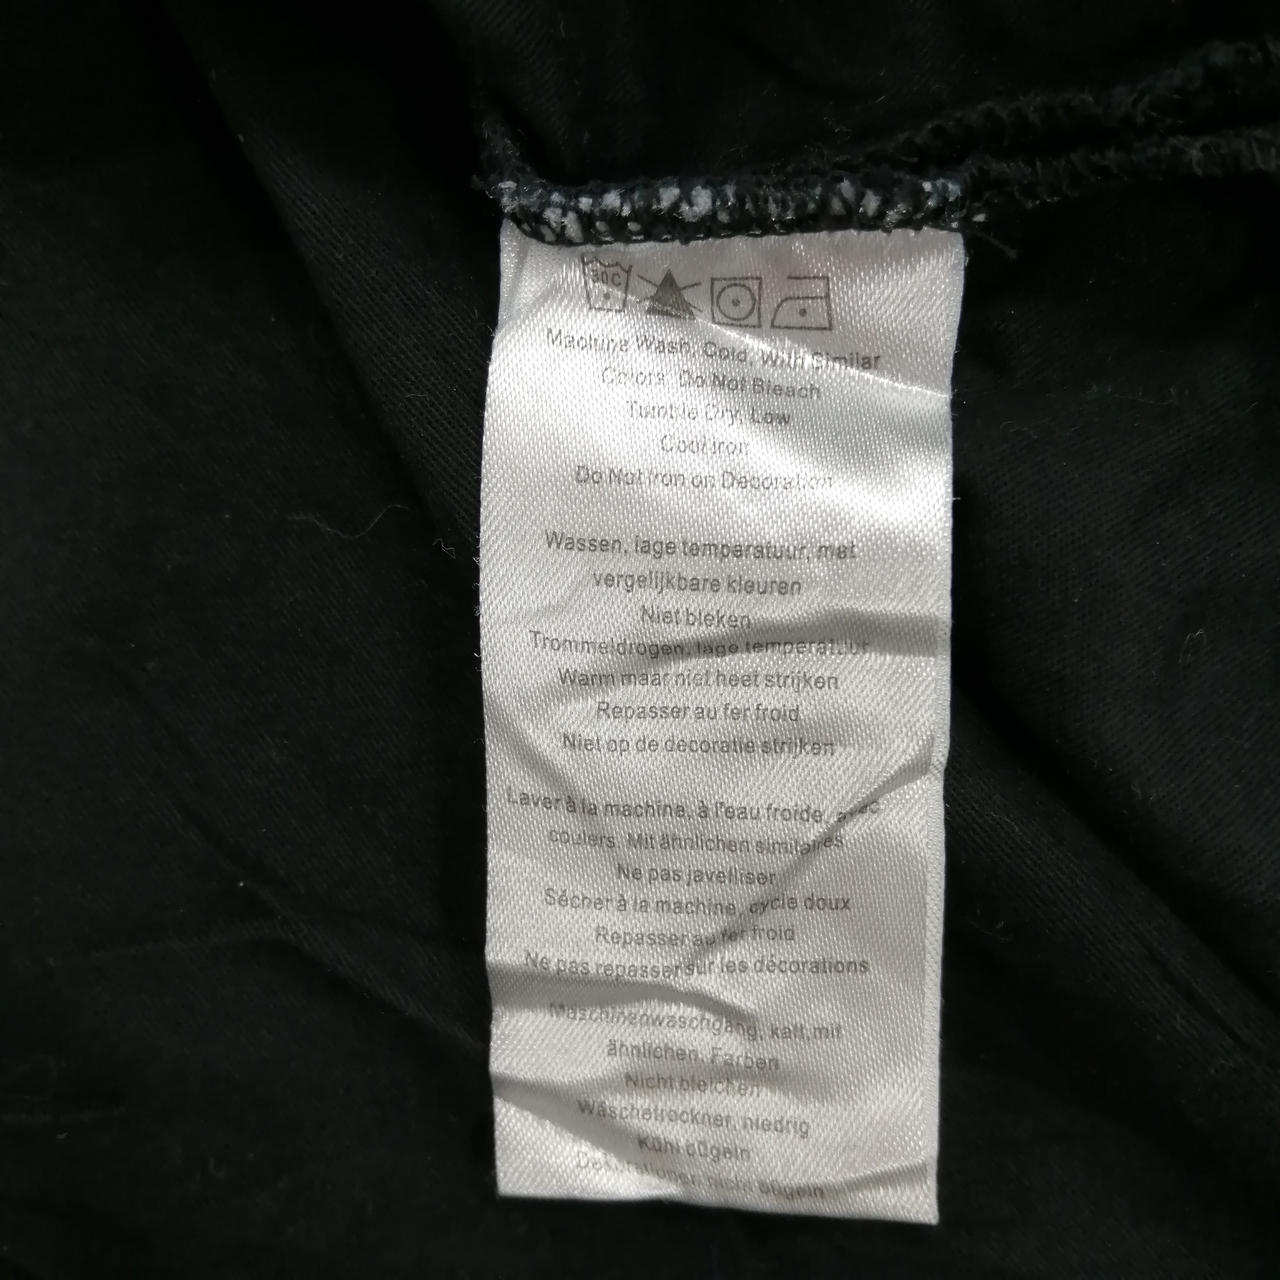 30C
Machine Wash, Cold, With Similar
Colors. Do Not Bleach
Tumble Dry, Low
Cool Iron
Do Not Iron on Decoration
Wassen, lage temperatuur, met
vergelijkbare kleuren
Niet bleken
Trommeldrogen, lage temperatuur
Warm maar niet heet strijken
Repasser au fer froid
Niet op de decoratie strijken
Laver à la machine, à l'eau froide, avec
coulers. Mit ähnlichen similaires
Ne pas javelliser
Sécher à la machine, cycle doux
Repasser au fer froid
Ne pas repasser sur les décorations
Maschinenwaschgang, kalt, mit
ähnlichen. Farben
Nicht bleichen
Wäschetrockner, niedrig
Kühl bügeln
Dekorationen nicht bügeln